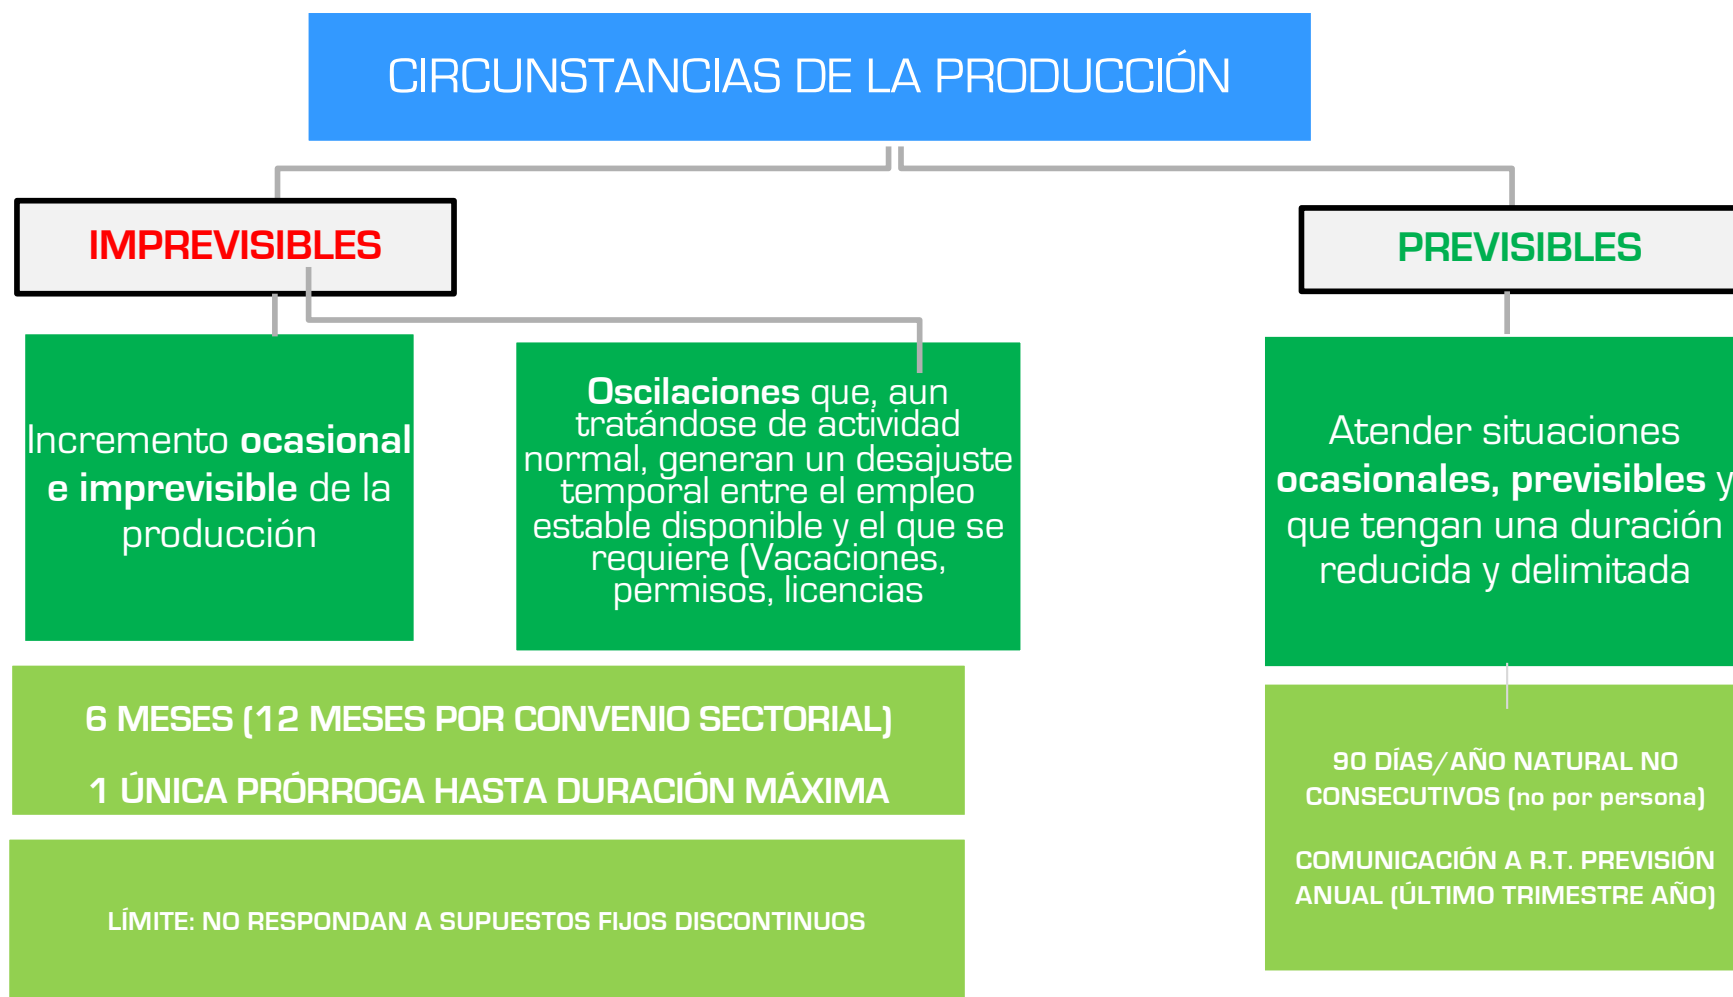 CIRCUNSTANCIAS DE LA PRODUCCIÓN
IMPREVISIBLES
PREVISIBLES
Incremento ocasional
e imprevisible de la
producción
Oscilaciones que, aun
tratándose de actividad
normal, generan un desajuste
temporal entre el empleo
estable disponible y el que se
requiere (Vacaciones,
permisos, licencias
Atender situaciones
ocasionales, previsibles y
que tengan una duración
reducida y delimitada
6 MESES (12 MESES POR CONVENIO SECTORIAL)
1 ÚNICA PRÓRROGA HASTA DURACIÓN MÁXIMA
LÍMITE: NO RESPONDAN A SUPUESTOS FIJOS DISCONTINUOS
90 DÍAS/AÑO NATURAL NO
CONSECUTIVOS (no por persona)
COMUNICACIÓN A R.T. PREVISIÓN
ANUAL (ÚLTIMO TRIMESTRE AÑO)